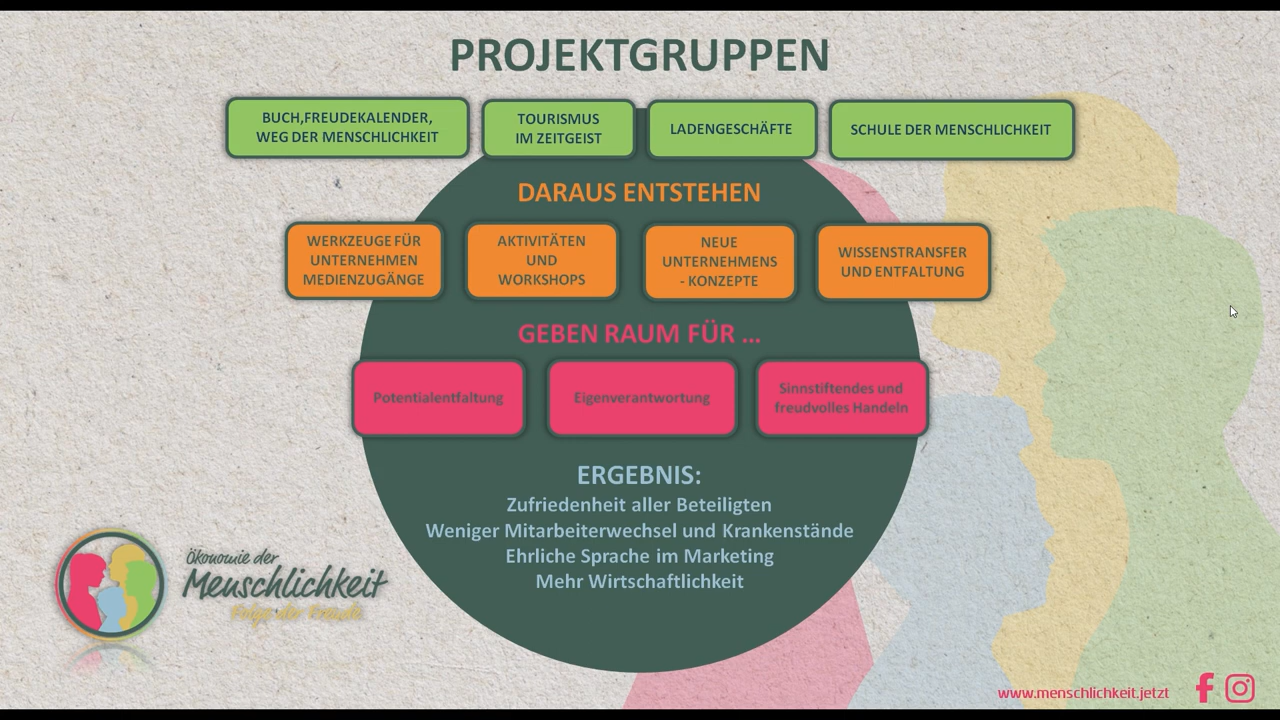 PROJEKTGRUPPEN
BUCH,FREUDEKALENDER,
WEG DER MENSCHLICHKEIT
TOURISMUS
IM ZEITGEIST
LADENGESCHÄFTE
SCHULE DER MENSCHLICHKEIT
DARAUS ENTSTEHEN
WERKZEUGE FÜR
UNTERNEHMEN
MEDIENZUGÄNGE
AKTIVITÄTEN
UND
WORKSHOPS
NEUE
UNTERNEHMENS
- KONZEPTE
WISSENSTRANSFER
UND ENTFALTUNG
GEBEN RAUM FÜR ...
Potentialentfaltung
Eigenverantwortung
Sinnstiftendes und
freudvolles Handeln
ERGEBNIS:
Zufriedenheit aller Beteiligten
Weniger Mitarbeiterwechsel und Krankenstände
Ehrliche Sprache im Marketing
Mehr Wirtschaftlichkeit
Ökonomie der
Menschlichkeit
Folge der Freude
www.menschlichkeit.jetzt